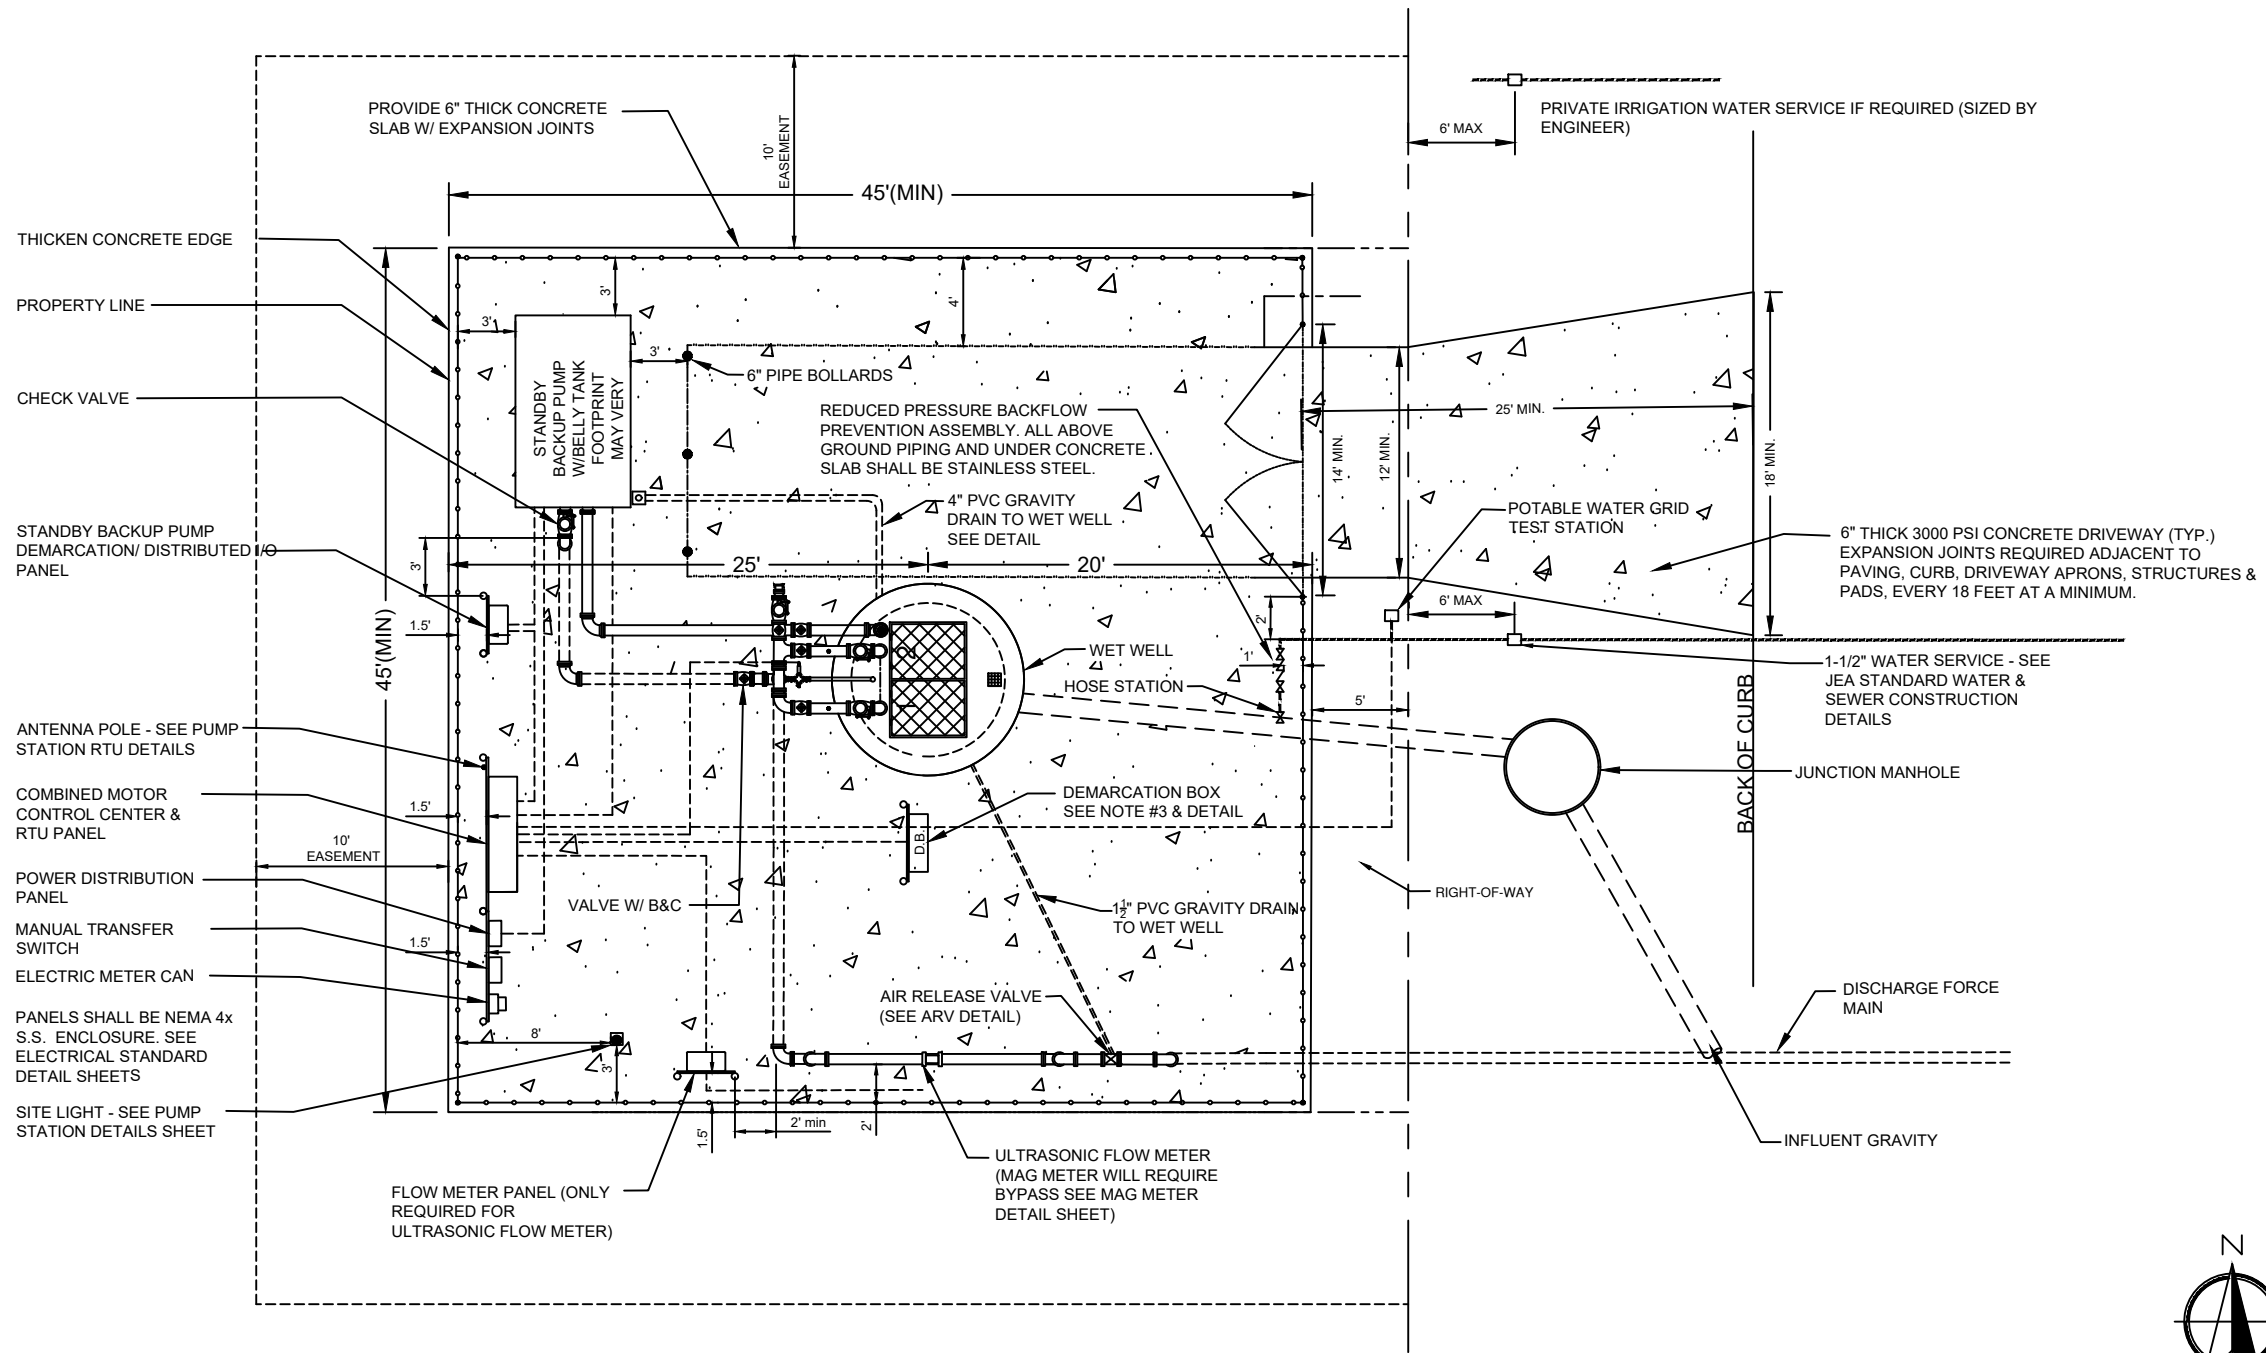 PROVIDE 6" THICK CONCRETE
SLAB W/ EXPANSION JOINTS
10'
EASEMENT
45'(MIN)
6' MAX
PRIVATE IRRIGATION WATER SERVICE IF REQUIRED (SIZED BY
ENGINEER)
THICKEN CONCRETE EDGE
PROPERTY LINE
CHECK VALVE
STANDBY BACKUP PUMP
DEMARCATION/ DISTRIBUTED I/O
PANEL
ANTENNA POLE - SEE PUMP
STATION RTU DETAILS
COMBINED MOTOR
CONTROL CENTER &
RTU PANEL
10'
EASEMENT
POWER DISTRIBUTION
PANEL
MANUAL TRANSFER
SWITCH
ELECTRIC METER CAN
PANELS SHALL BE NEMA 4x
S.S. ENCLOSURE. SEE
ELECTRICAL STANDARD
DETAIL SHEETS
SITE LIGHT - SEE PUMP
STATION DETAILS SHEET
45'(MIN)
3'
3'
4'
3'
STANDBY
BACKUP PUMP
W/BELLY TANK
FOOTPRINT
MAY VERY
6" PIPE BOLLARDS
REDUCED PRESSURE BACKFLOW
PREVENTION ASSEMBLY. ALL ABOVE
GROUND PIPING AND UNDER CONCRETE
SLAB SHALL BE STAINLESS STEEL.
4" PVC GRAVITY
DRAIN TO WET WELL
SEE DETAIL
3'
25'
20'
1.5'
14' MIN.
12' MIN.
25' MIN.
18' MIN.
POTABLE WATER GRID
TEST STATION
6" THICK 3000 PSI CONCRETE DRIVEWAY (TYP.)
EXPANSION JOINTS REQUIRED ADJACENT TO
PAVING, CURB, DRIVEWAY APRONS, STRUCTURES &
PADS, EVERY 18 FEET AT A MINIMUM.
6' MAX
2'
1'
WET WELL
HOSE STATION
5'
1-1/2" WATER SERVICE - SEE
JEA STANDARD WATER &
SEWER CONSTRUCTION
DETAILS
BACK OF CURB
JUNCTION MANHOLE
DEMARCATION BOX
SEE NOTE #3 & DETAIL
D.B.
1.5'
VALVE W/ B&C
RIGHT-OF-WAY
1½" PVC GRAVITY DRAIN
TO WET WELL
1.5'
AIR RELEASE VALVE
(SEE ARV DETAIL)
DISCHARGE FORCE
MAIN
8'
3'
1.5'
2' min
2'
INFLUENT GRAVITY
ULTRASONIC FLOW METER
(MAG METER WILL REQUIRE
BYPASS SEE MAG METER
DETAIL SHEET)
FLOW METER PANEL (ONLY
REQUIRED FOR
ULTRASONIC FLOW METER)
N